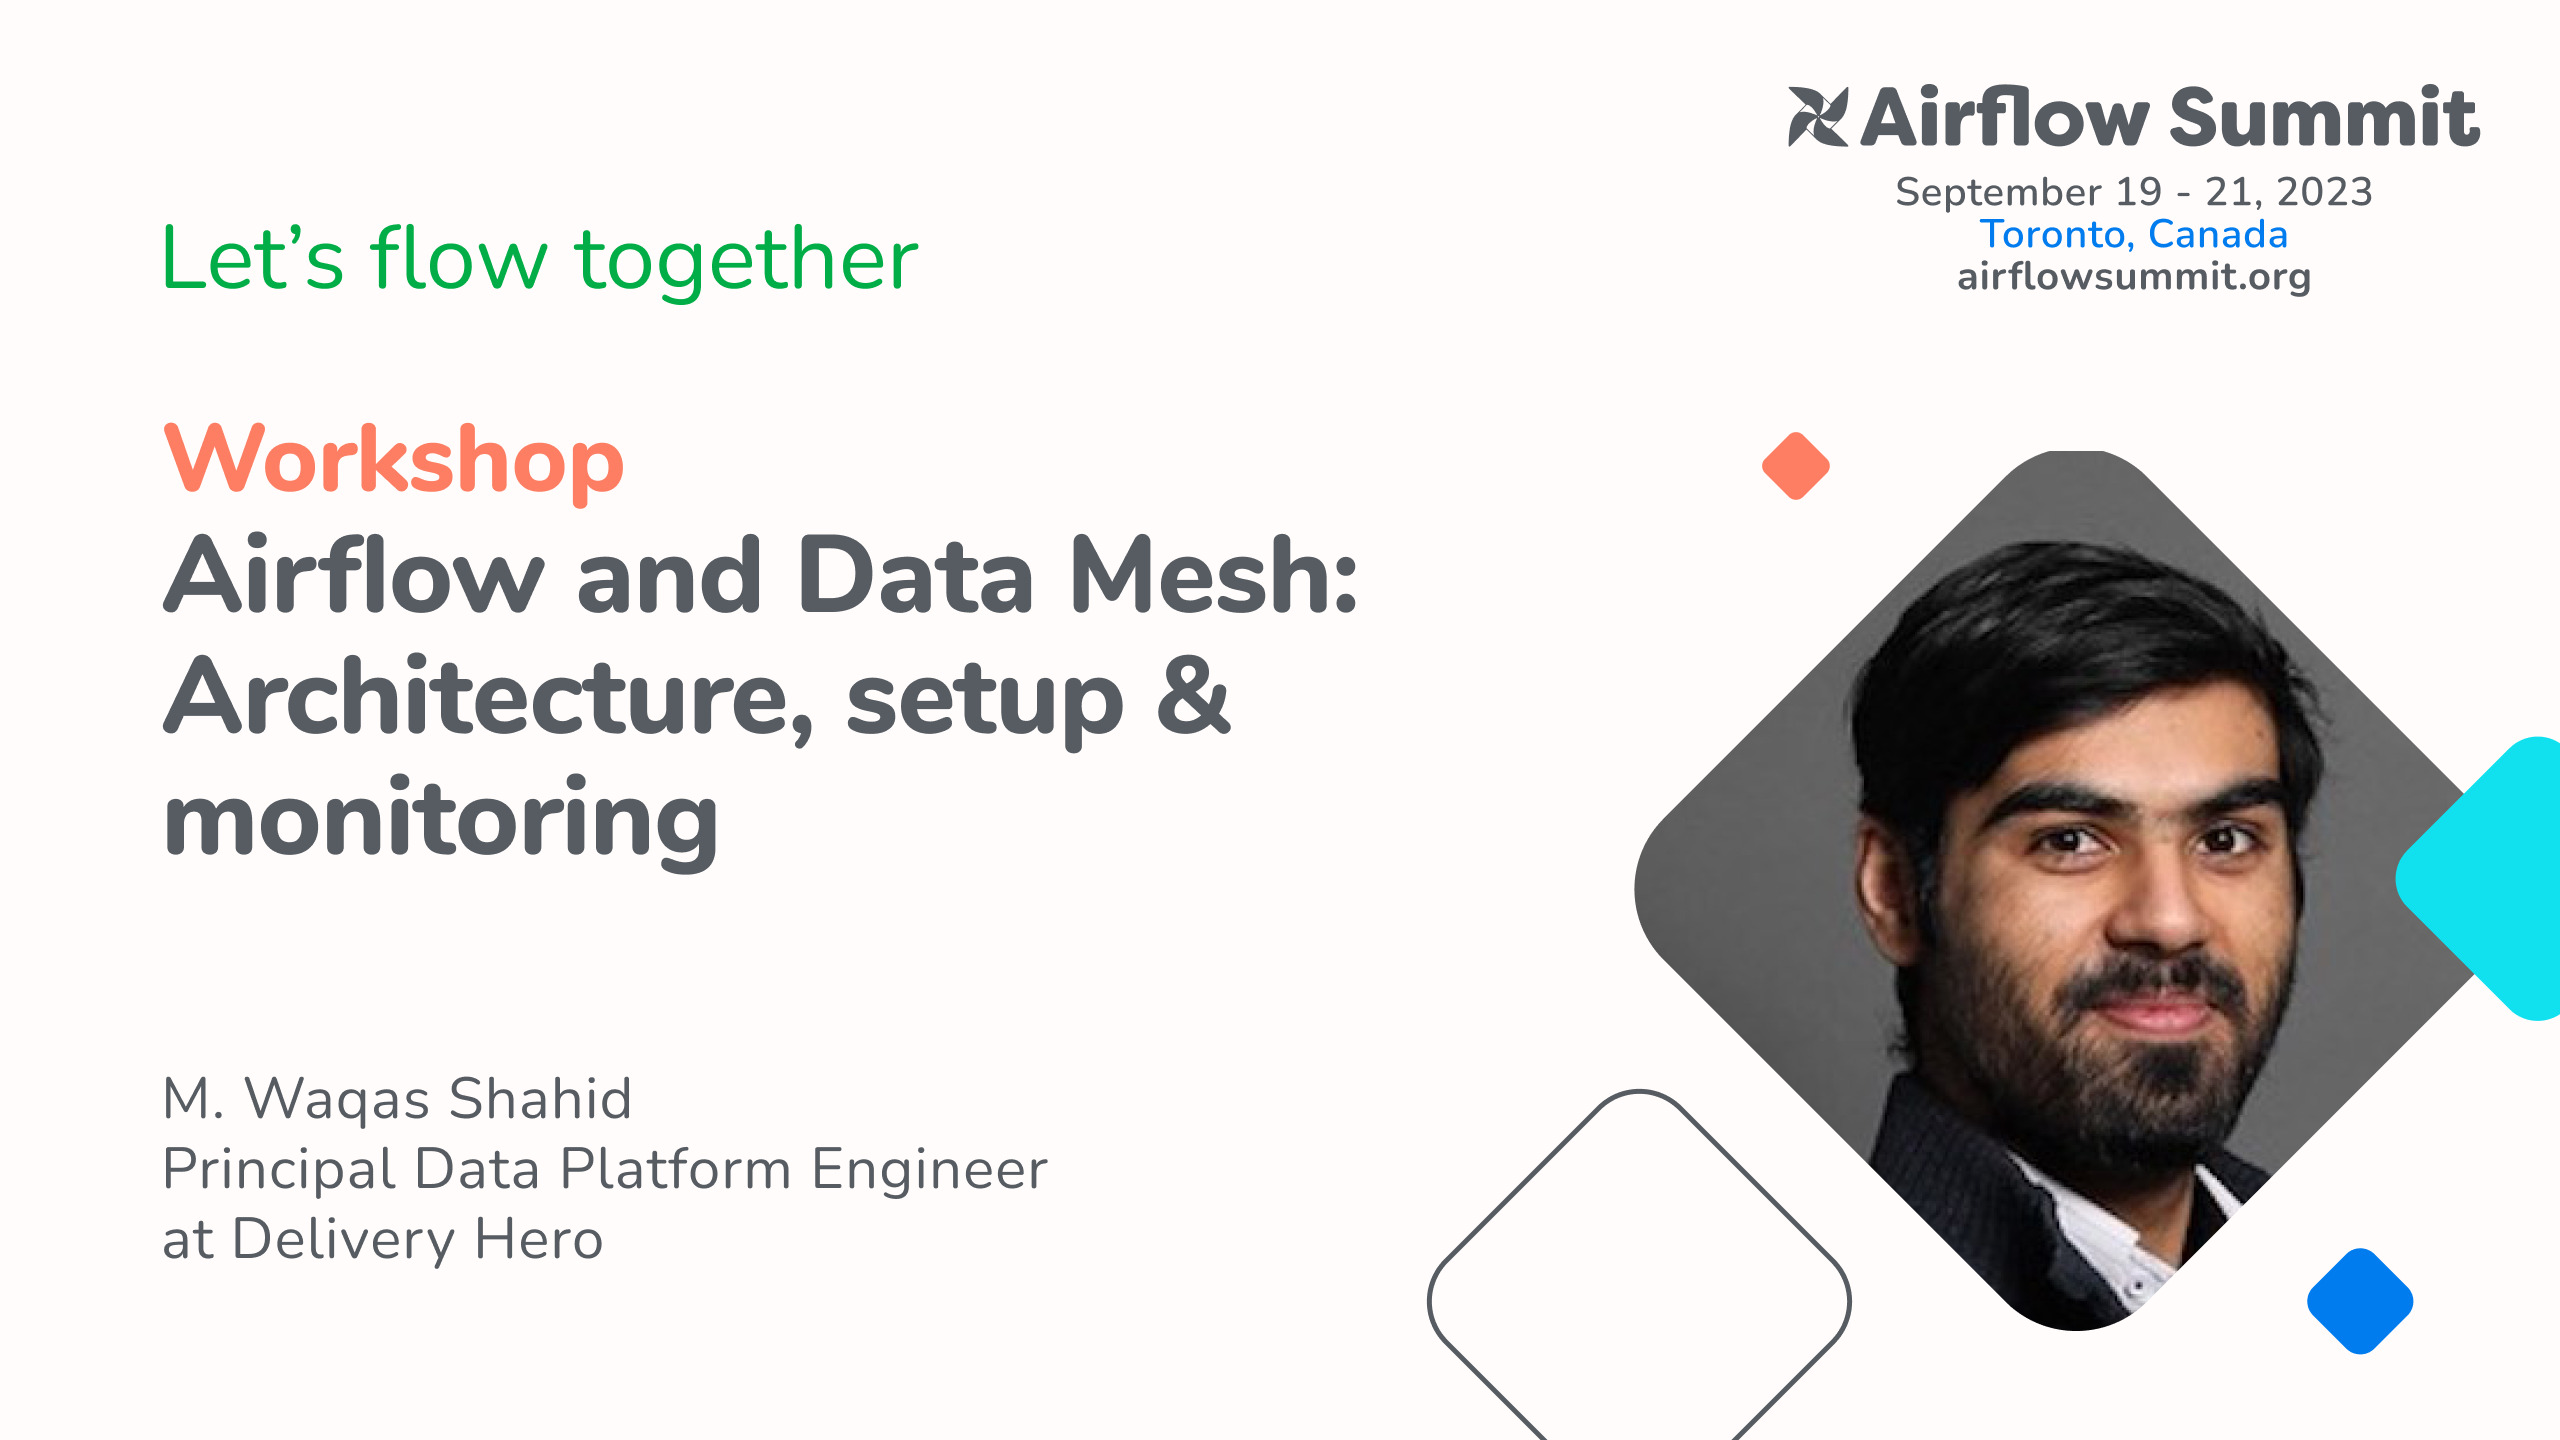 Airflow Summit
September 19 - 21, 2023
Toronto, Canada
airflowsummit.org
Let’s flow together
Workshop
Airflow and Data Mesh:
Architecture, setup &
monitoring
M. Waqas Shahid
Principal Data Platform Engineer
at Delivery Hero